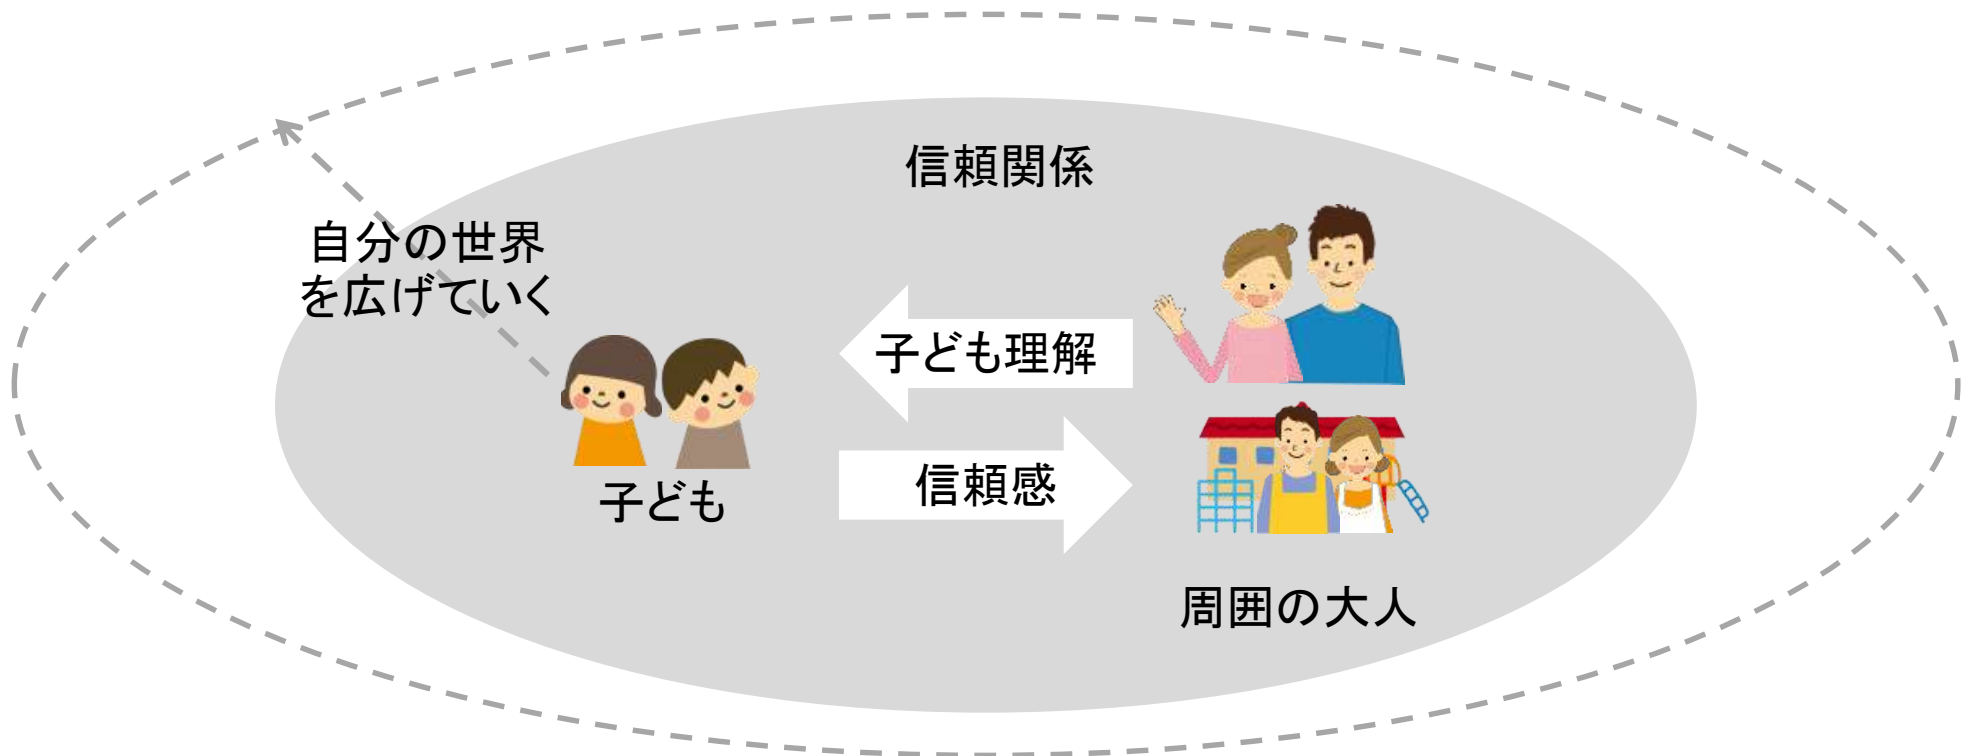 信頼関係
自分の世界
を広げていく
子ども理解
信頼感
子ども
周囲の大人